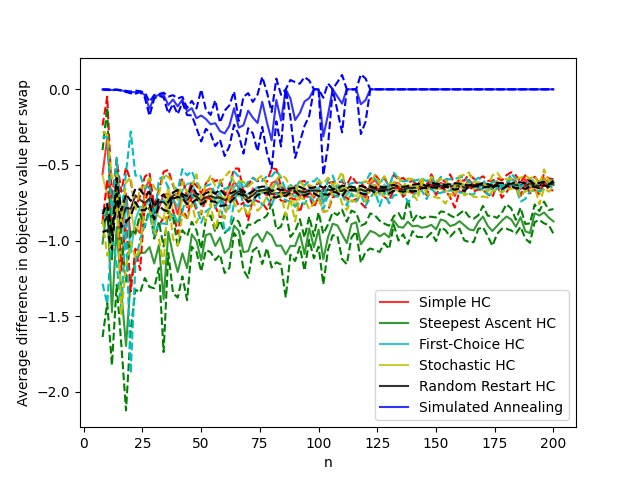 Average difference in objective value per swap
0.0
−0.5
−1.0
−1.5
−2.0
Simple HC
Steepest Ascent HC
First-Choice HC
Stochastic HC
Random Restart HC
Simulated Annealing
0 25 50 75 100 125 150 175 200
n